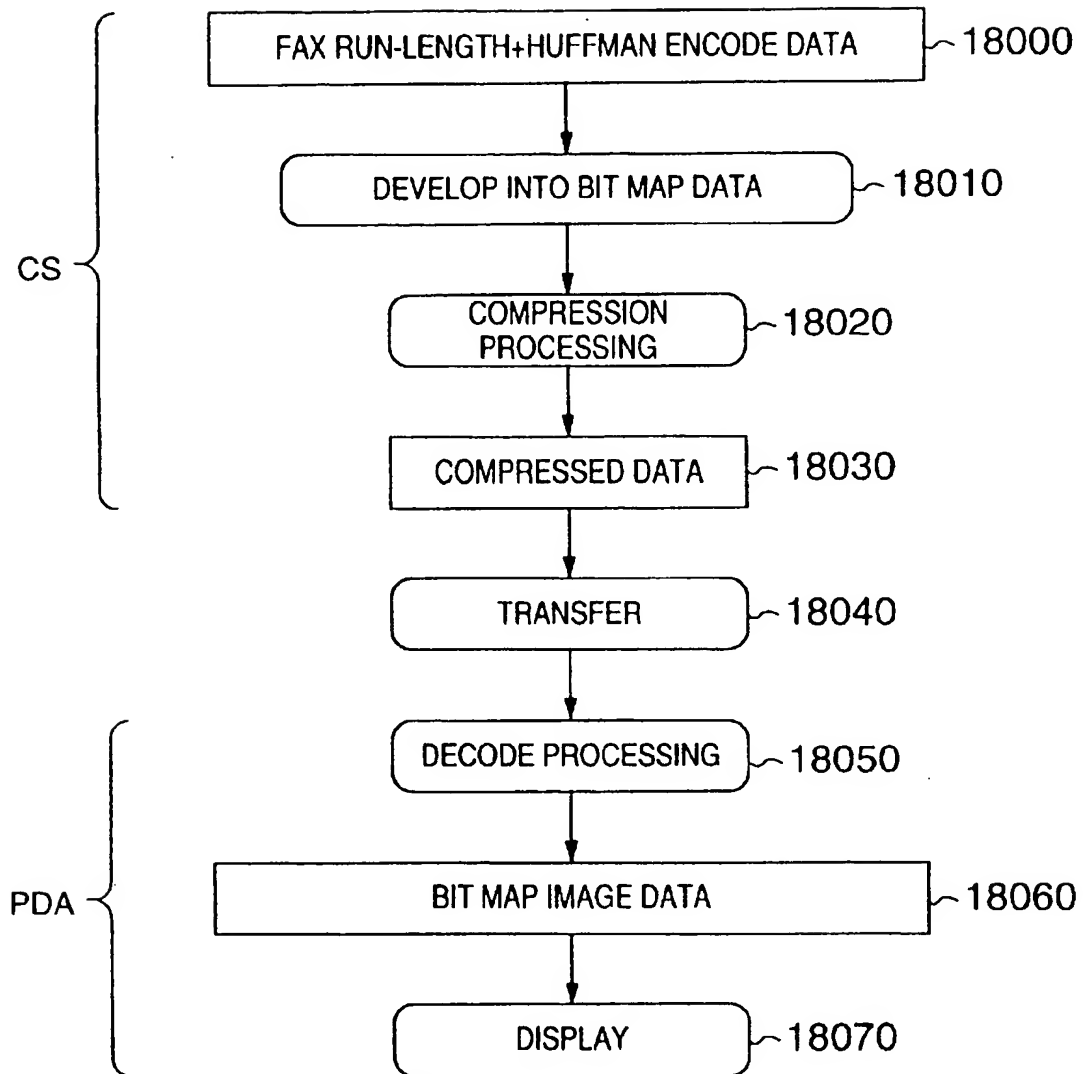 FAX RUN-LENGTH+HUFFMAN ENCODE DATA 18000
DEVELOP INTO BIT MAP DATA 18010
CS
COMPRESSION
PROCESSING
18020
COMPRESSED DATA 18030
TRANSFER 18040
DECODE PROCESSING 18050
PDA
BIT MAP IMAGE DATA 18060
DISPLAY 18070